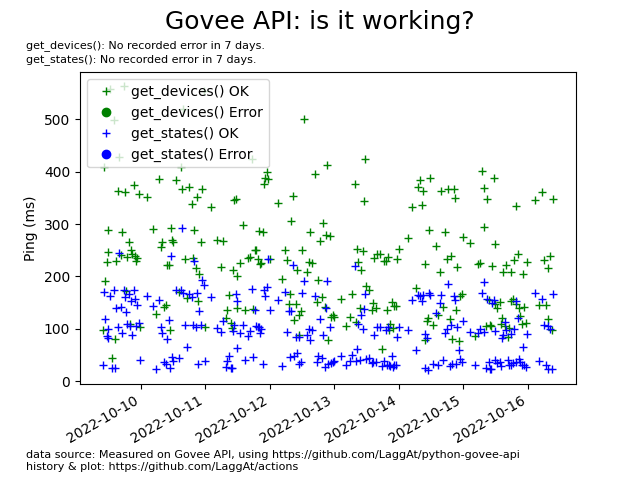 Govee API: is it working?
get_devices(): No recorded error in 7 days.
get_states(): No recorded error in 7 days.
get_devices() OK
get_devices() Error
get_states() OK
get_states() Error
Ping (ms)
500
400
300
200
100
0
2022-10-10
2022-10-11
2022-10-12
2022-10-13
2022-10-14
2022-10-15
2022-10-16
data source: Measured on Govee API, using https://github.com/LaggAt/python-govee-api
history & plot: https://github.com/LaggAt/actions